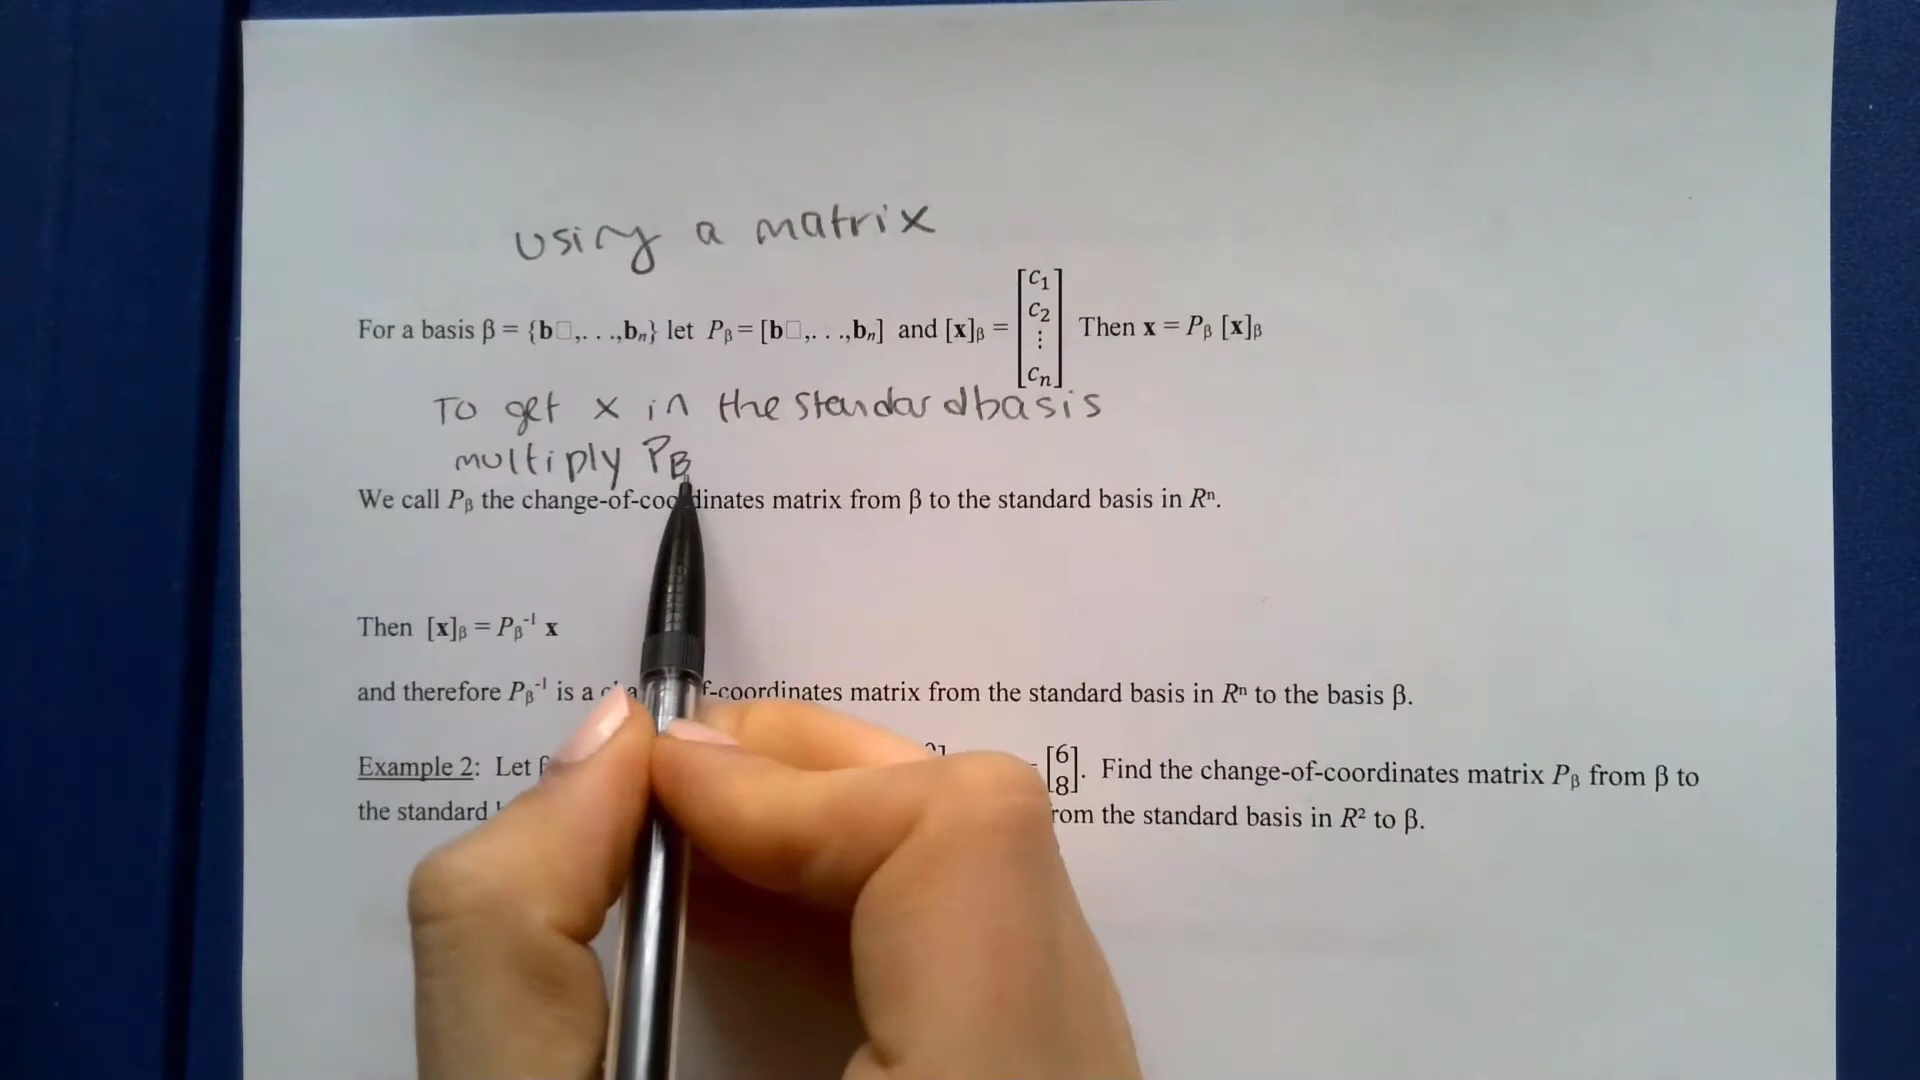 using a matrix
For a basis β = {b□,. . .,bₙ} let Pᵦ = [b□,. . .,bₙ] and [x]ᵦ = [c₁ c₂ ⋮ cₙ] Then x = Pᵦ [x]ᵦ
To get x in the standard basis
multiply PB
We call Pᵦ the change-of-coordinates matrix from β to the standard basis in Rⁿ.
Then [x]ᵦ = Pᵦ⁻¹ x
and therefore Pᵦ⁻¹ is a f-coordinates matrix from the standard basis in Rⁿ to the basis β.
Example 2: Let [6 8]. Find the change-of-coordinates matrix Pᵦ from β to
the standard from the standard basis in R² to β.